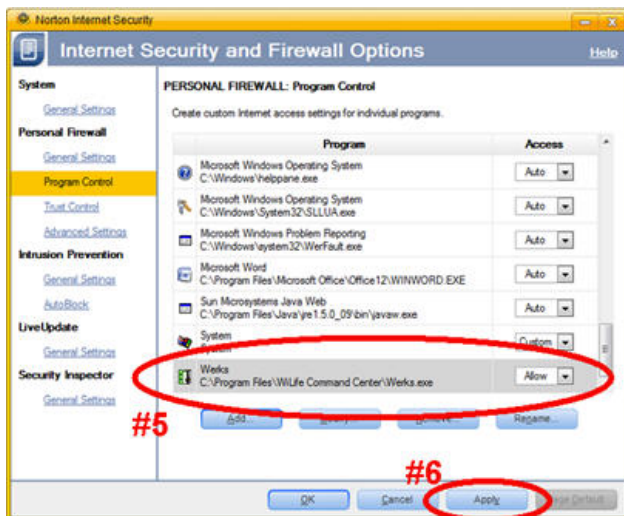 Norton Internet Security
Internet Security and Firewall Options
Help
System
General Settings
Personal Firewall
General Settings
Program Control
Trust Control
Advanced Settings
Intrusion Prevention
General Settings
AutoBlock
LiveUpdate
General Settings
Security Inspector
General Settings
PERSONAL FIREWALL: Program Control
Create custom Internet access settings for individual programs.
Program Access
Microsoft Windows Operating System
C:\Windows\helppane.exe
Auto
Microsoft Windows Operating System
C:\Windows\System32\SLLUA.exe
Auto
Microsoft Windows Problem Reporting
C:\Windows\system32\WerFault.exe
Auto
Microsoft Word
C:\Program Files\Microsoft Office\Office12\WINWORD.EXE
Auto
Sun Microsystems Java Web
C:\Program Files\Java\jre1.5.0_09\bin\javaw.exe
Auto
System
System
Custom
Werks
C:\Program Files\WiLife Command Center\Werks.exe
Allow
#5
Add...
Remove...
Rename...
#6
OK
Cancel
Apply
Page Default